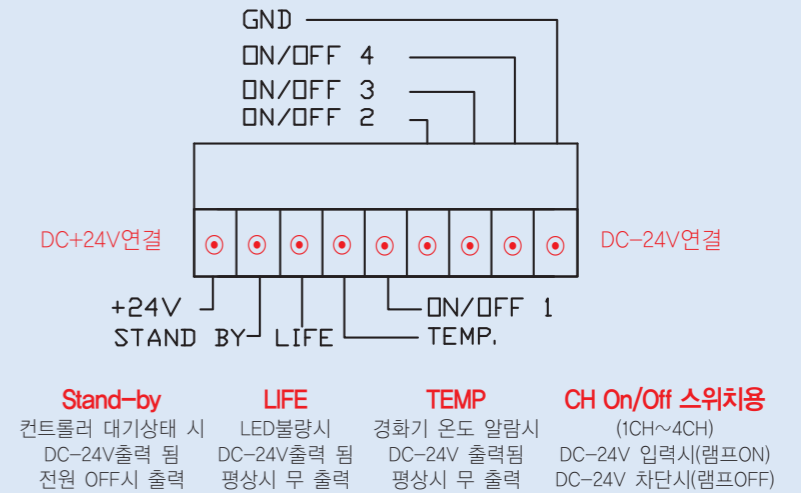 GND
ON/OFF 4
ON/OFF 3
ON/OFF 2
DC+24V연결
DC-24V연결
+24V
ON/OFF 1
STAND BY
LIFE
TEMP.
Stand-by
컨트롤러 대기상태 시
DC-24V출력 됨
전원 OFF시 출력
LIFE
LED불량시
DC-24V출력 됨
평상시 무 출력
TEMP
경화기 온도 알람시
DC-24V 출력됨
평상시 무 출력
CH On/Off 스위치용
(1CH~4CH)
DC-24V 입력시(램프ON)
DC-24V 차단시(램프OFF)